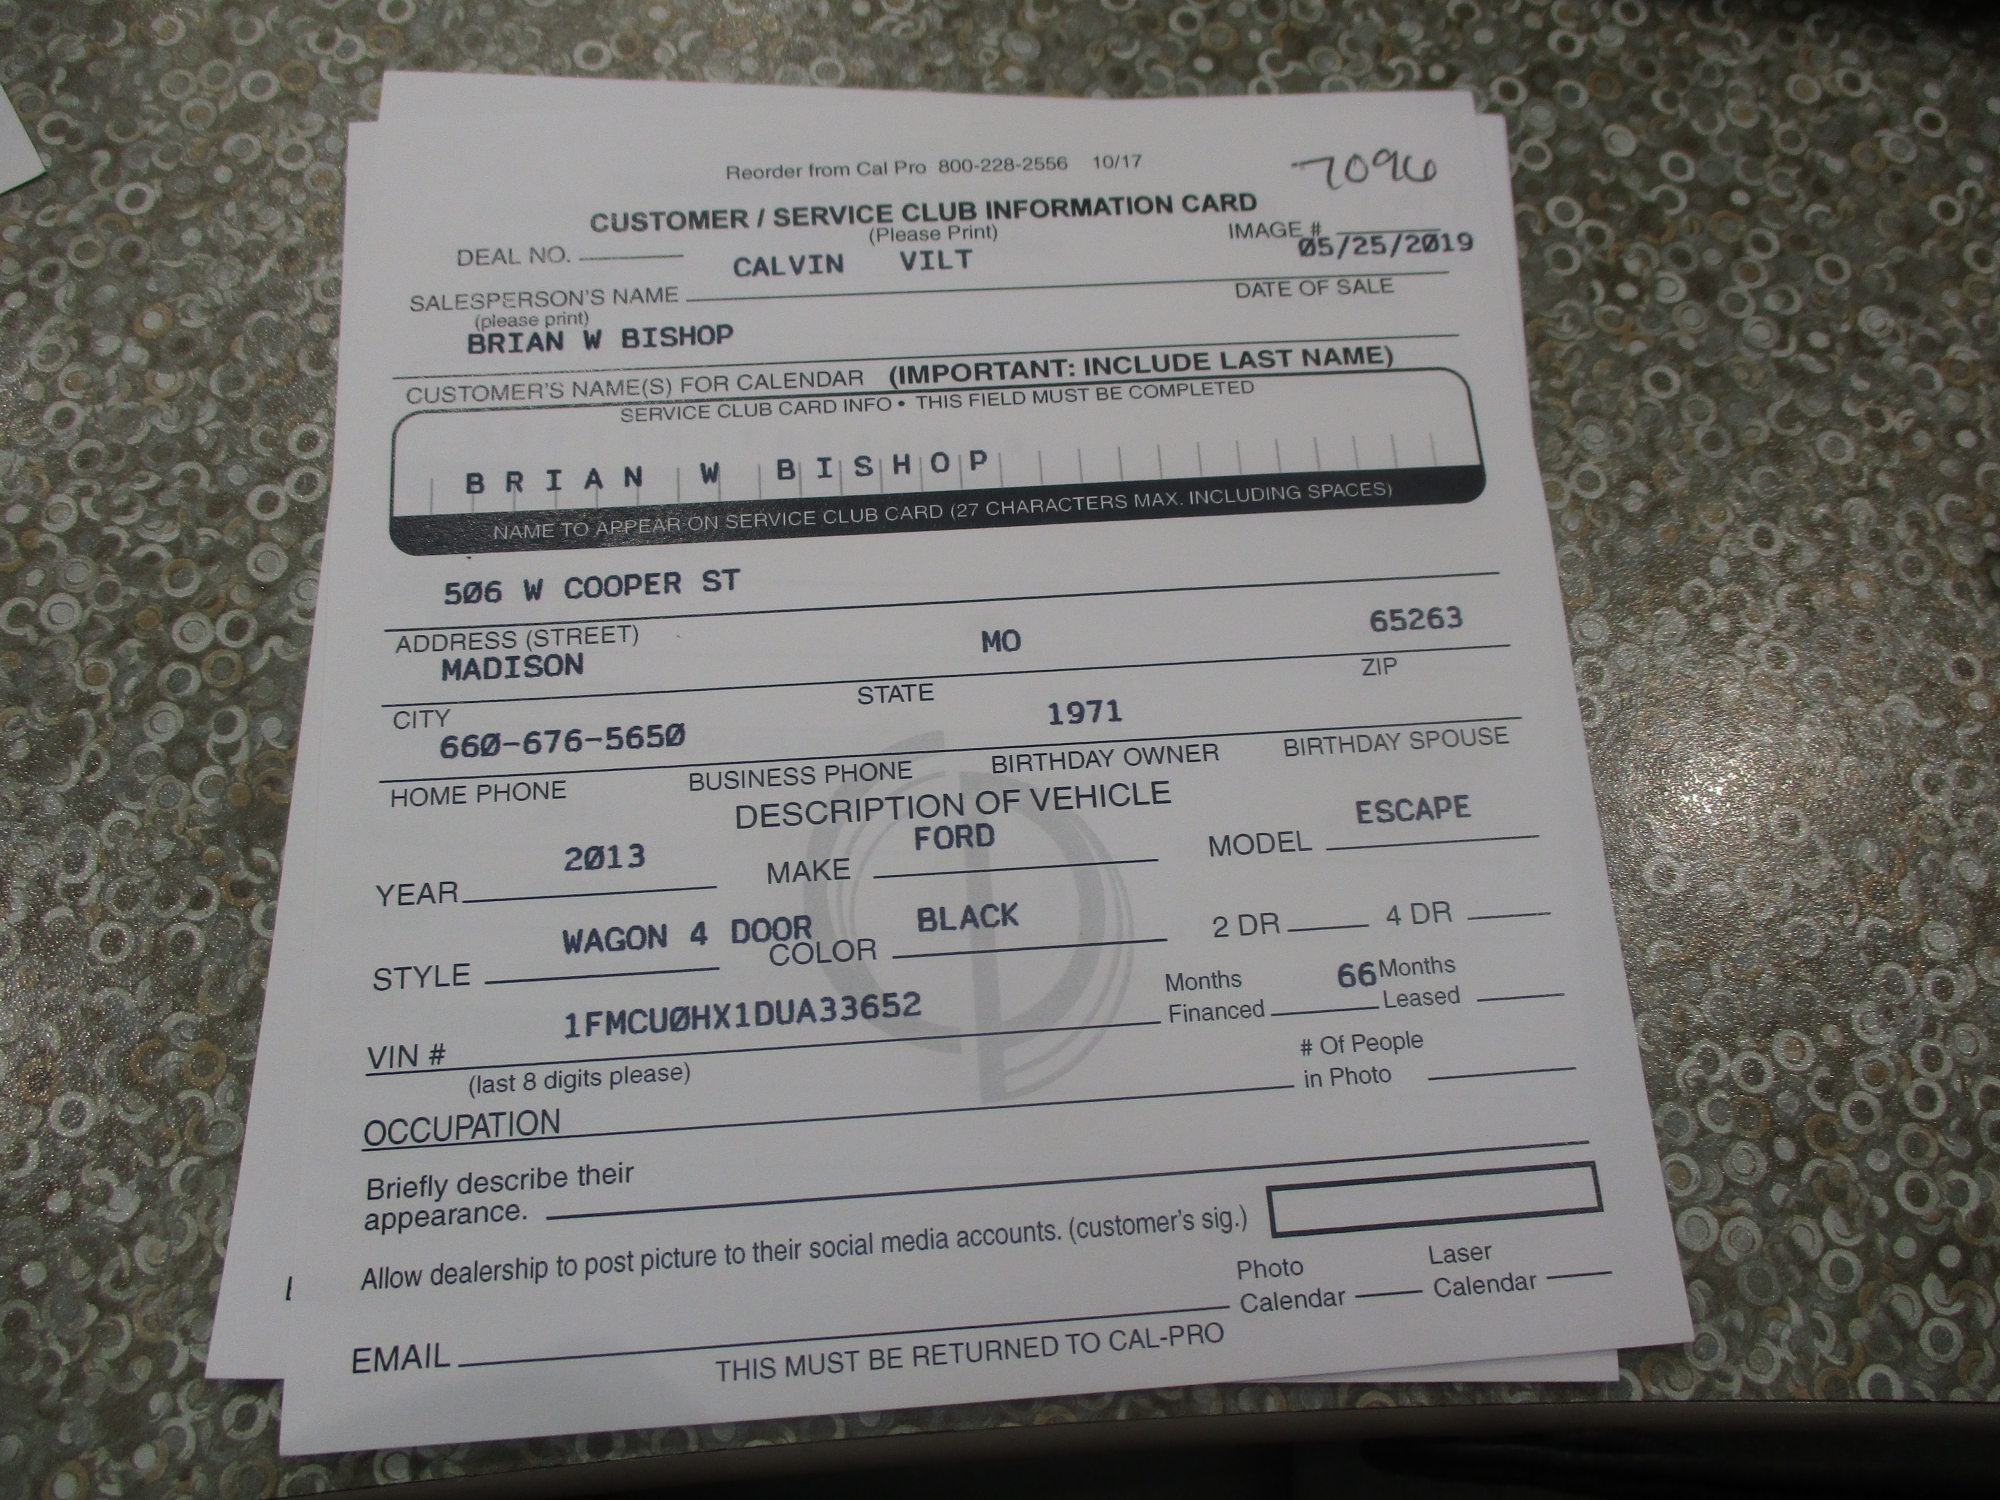 Reorder from Cal Pro 800-228-2556 10/17
7096
CUSTOMER / SERVICE CLUB INFORMATION CARD
(Please Print)
DEAL NO. IMAGE #
CALVIN VILT 05/25/2019
SALESPERSON'S NAME DATE OF SALE
(please print)
BRIAN W BISHOP
CUSTOMER'S NAME(S) FOR CALENDAR (IMPORTANT: INCLUDE LAST NAME)
SERVICE CLUB CARD INFO • THIS FIELD MUST BE COMPLETED
BRIAN W BISHOP
NAME TO APPEAR ON SERVICE CLUB CARD (27 CHARACTERS MAX. INCLUDING SPACES)
506 W COOPER ST
ADDRESS (STREET)
MADISON MO 65263
CITY STATE ZIP
660-676-5650 1971
HOME PHONE BUSINESS PHONE BIRTHDAY OWNER BIRTHDAY SPOUSE
DESCRIPTION OF VEHICLE
2013 FORD ESCAPE
YEAR MAKE MODEL
WAGON 4 DOOR BLACK
STYLE COLOR 2 DR 4 DR
1FMCU0HX1DUA33652 66
VIN # Months Financed Months Leased
(last 8 digits please)
# Of People in Photo
OCCUPATION
Briefly describe their
appearance.
Allow dealership to post picture to their social media accounts. (customer's sig.)
Photo Calendar Laser Calendar
EMAIL
THIS MUST BE RETURNED TO CAL-PRO